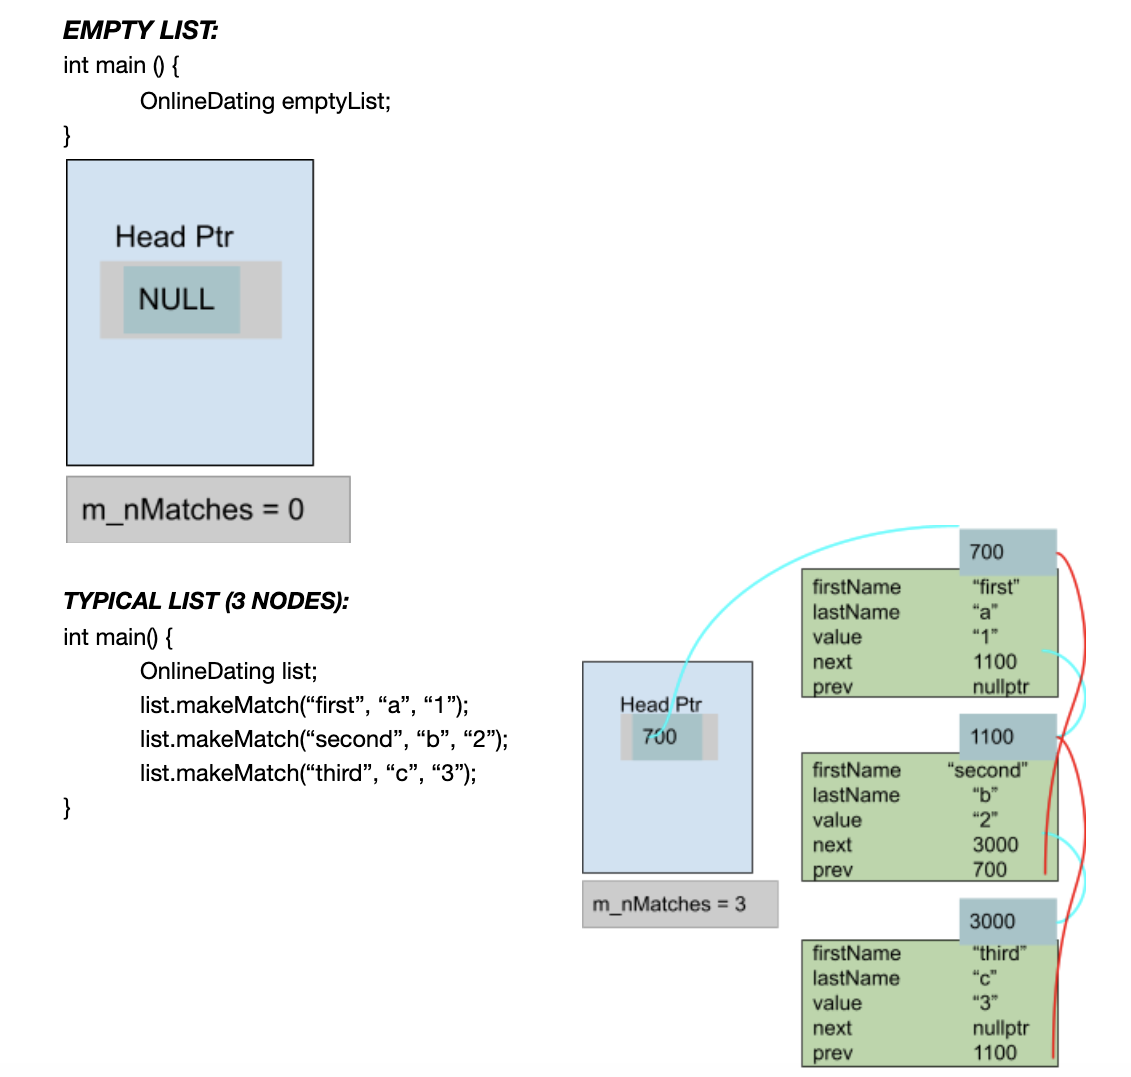 EMPTY LIST:
int main () {
OnlineDating emptyList;
}
Head Ptr
NULL
m_nMatches = 0
TYPICAL LIST (3 NODES):
int main() {
OnlineDating list;
list.makeMatch(“first”, “a”, “1”);
list.makeMatch(“second”, “b”, “2”);
list.makeMatch(“third”, “c”, “3”);
}
Head Ptr
700
m_nMatches = 3
700
firstName “first”
lastName “a”
value “1”
next 1100
prev nullptr
1100
firstName “second”
lastName “b”
value “2”
next 3000
prev 700
3000
firstName “third”
lastName “c”
value “3”
next nullptr
prev 1100